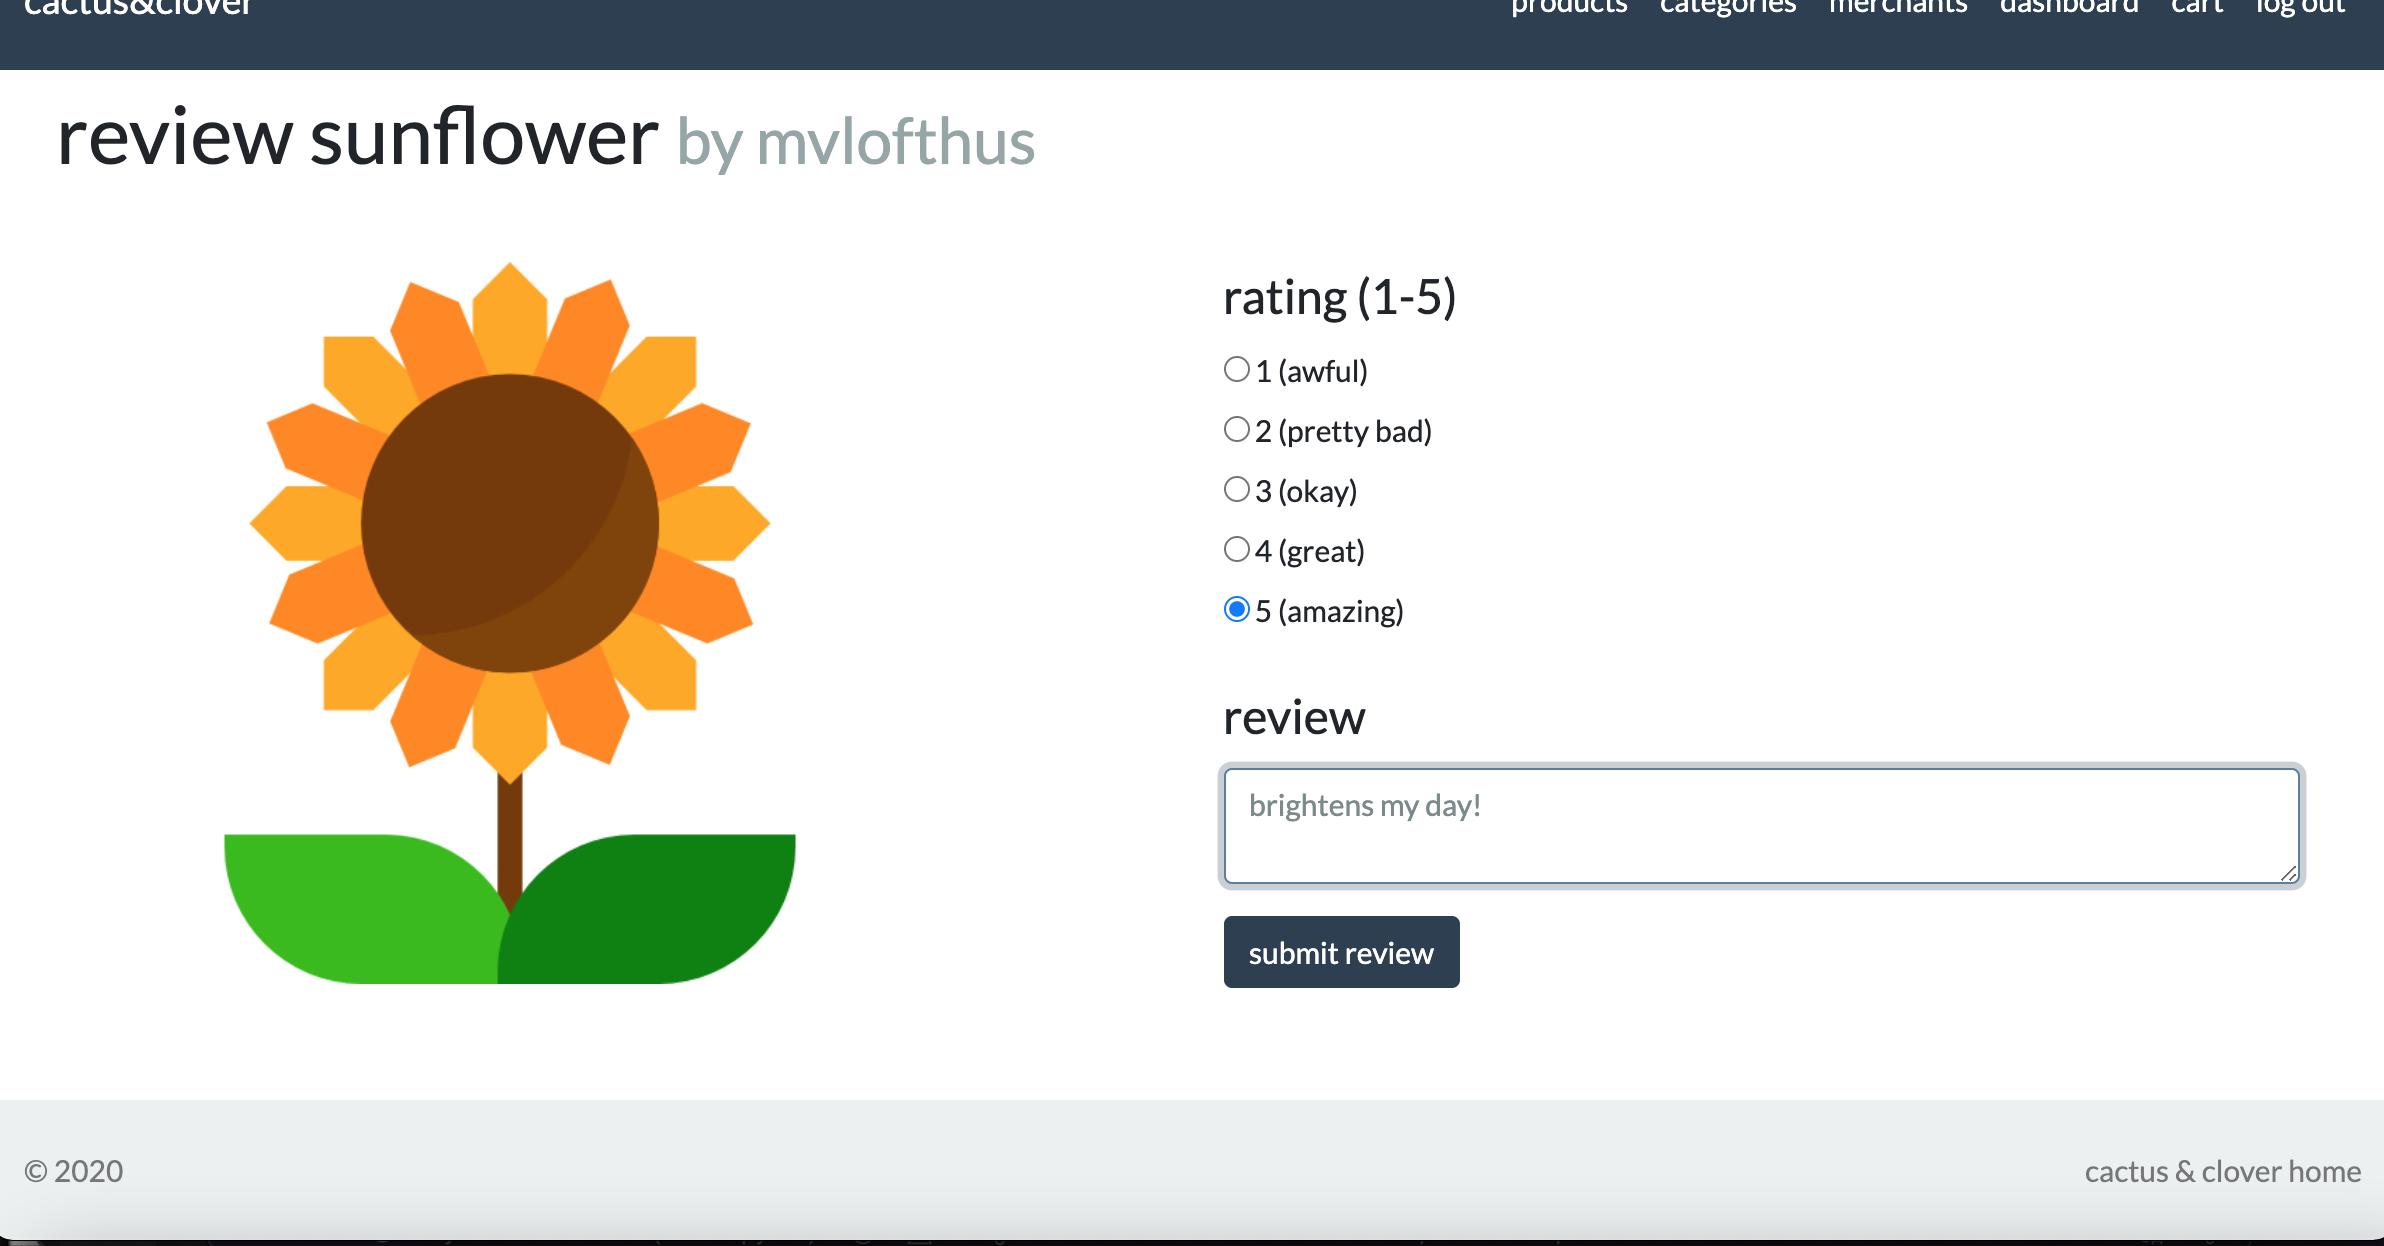 cactus&clover
products categories merchants dashboard cart log out
review sunflower by mvlofthus
rating (1-5)
1 (awful)
2 (pretty bad)
3 (okay)
4 (great)
5 (amazing)
review
brightens my day!
submit review
© 2020
cactus & clover home